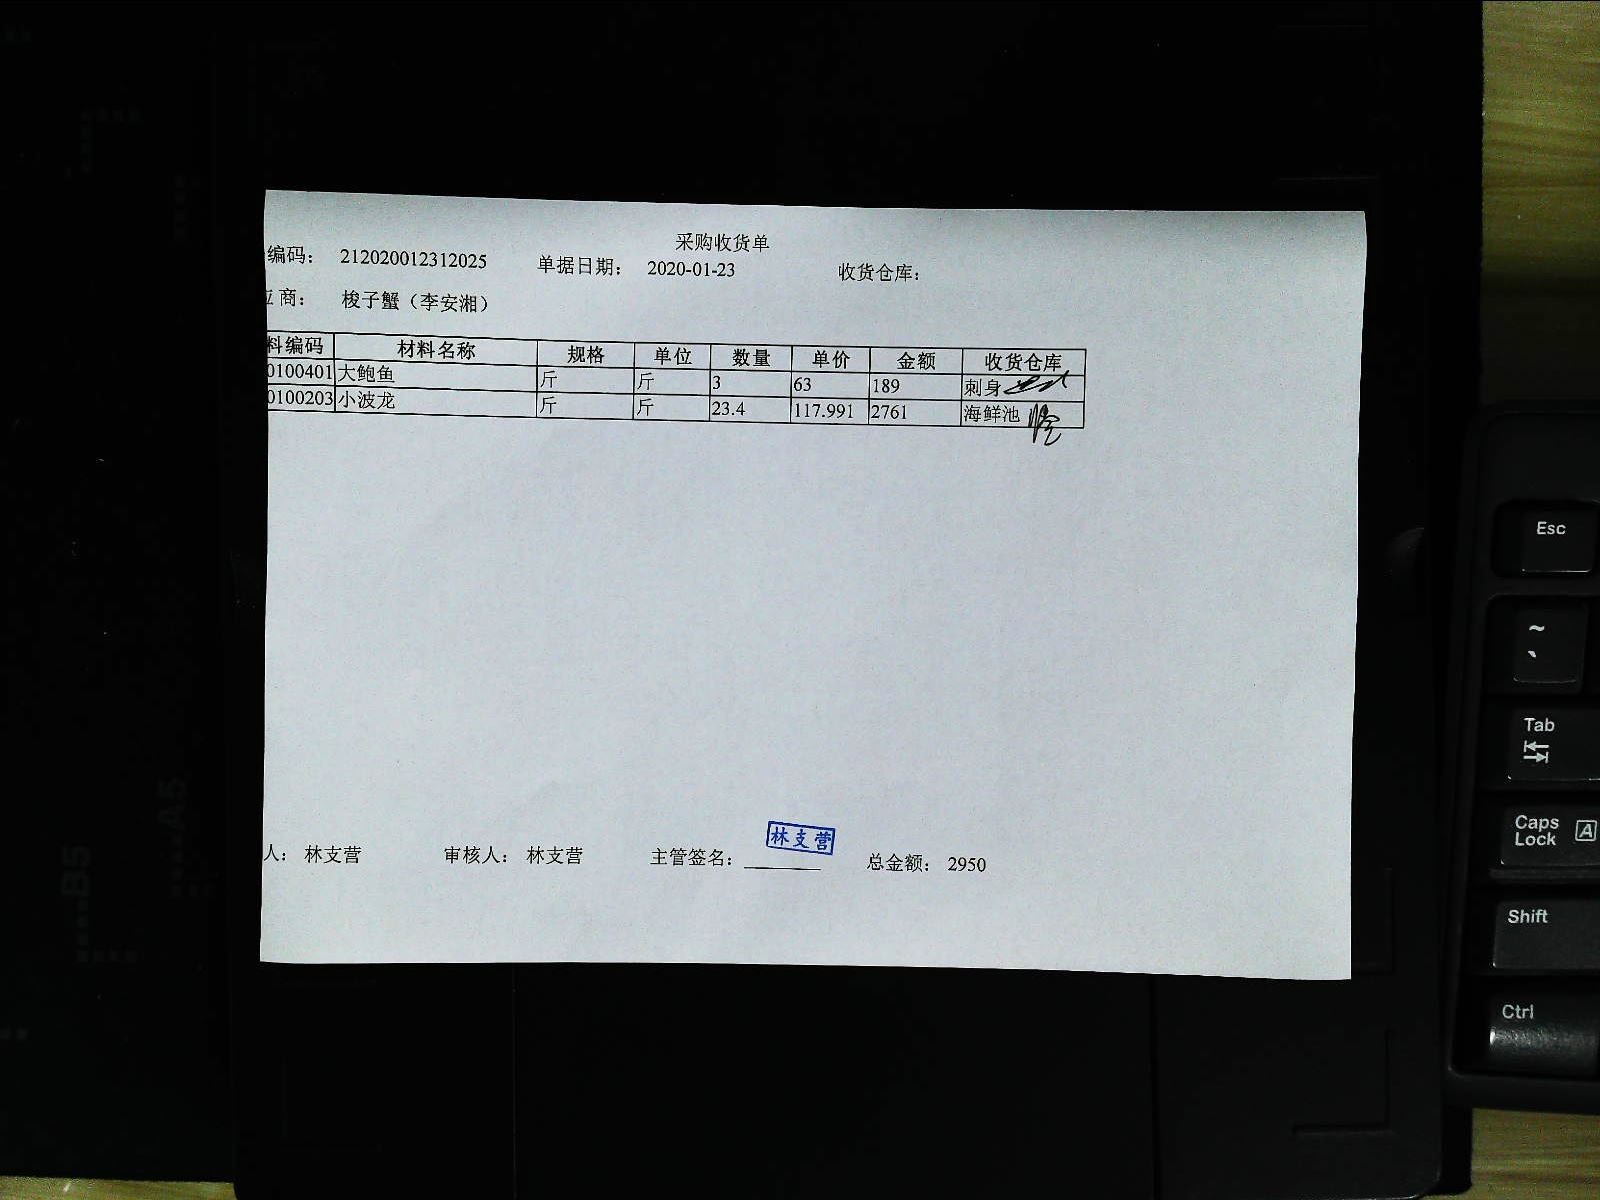 采购收货单
编码： 212020012312025 单据日期： 2020-01-23 收货仓库：
应商： 梭子蟹（李安湘）
料编码 材料名称 规格 单位 数量 单价 金额 收货仓库
0100401 大鲍鱼 斤 斤 3 63 189 刺身
0100203 小波龙 斤 斤 23.4 117.991 2761 海鲜池
林支营
人： 林支营 审核人： 林支营 主管签名： 总金额： 2950
Esc
~
`
Tab
Caps Lock A
Shift
Ctrl
A5
B5